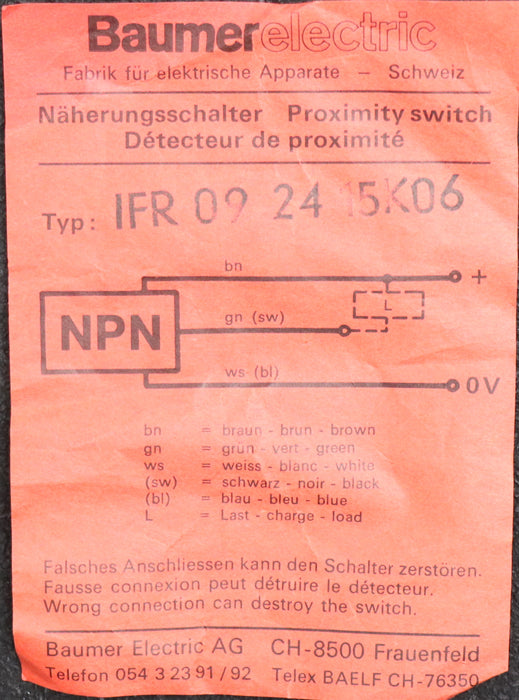 Baumer electric
Fabrik für elektrische Apparate – Schweiz
Näherungsschalter Proximity switch
Détecteur de proximité
Typ: IFR 09 24 15K06
bn
+
L
gn (sw)
NPN
ws (bl)
0V
bn = braun - brun - brown
gn = grün - vert - green
ws = weiss - blanc - white
(sw) = schwarz - noir - black
(bl) = blau - bleu - blue
L = Last - charge - load
Falsches Anschliessen kann den Schalter zerstören.
Fausse connexion peut détruire le détecteur.
Wrong connection can destroy the switch.
Baumer Electric AG CH-8500 Frauenfeld
Telefon 054 3 23 91 / 92 Telex BAELF CH-76350